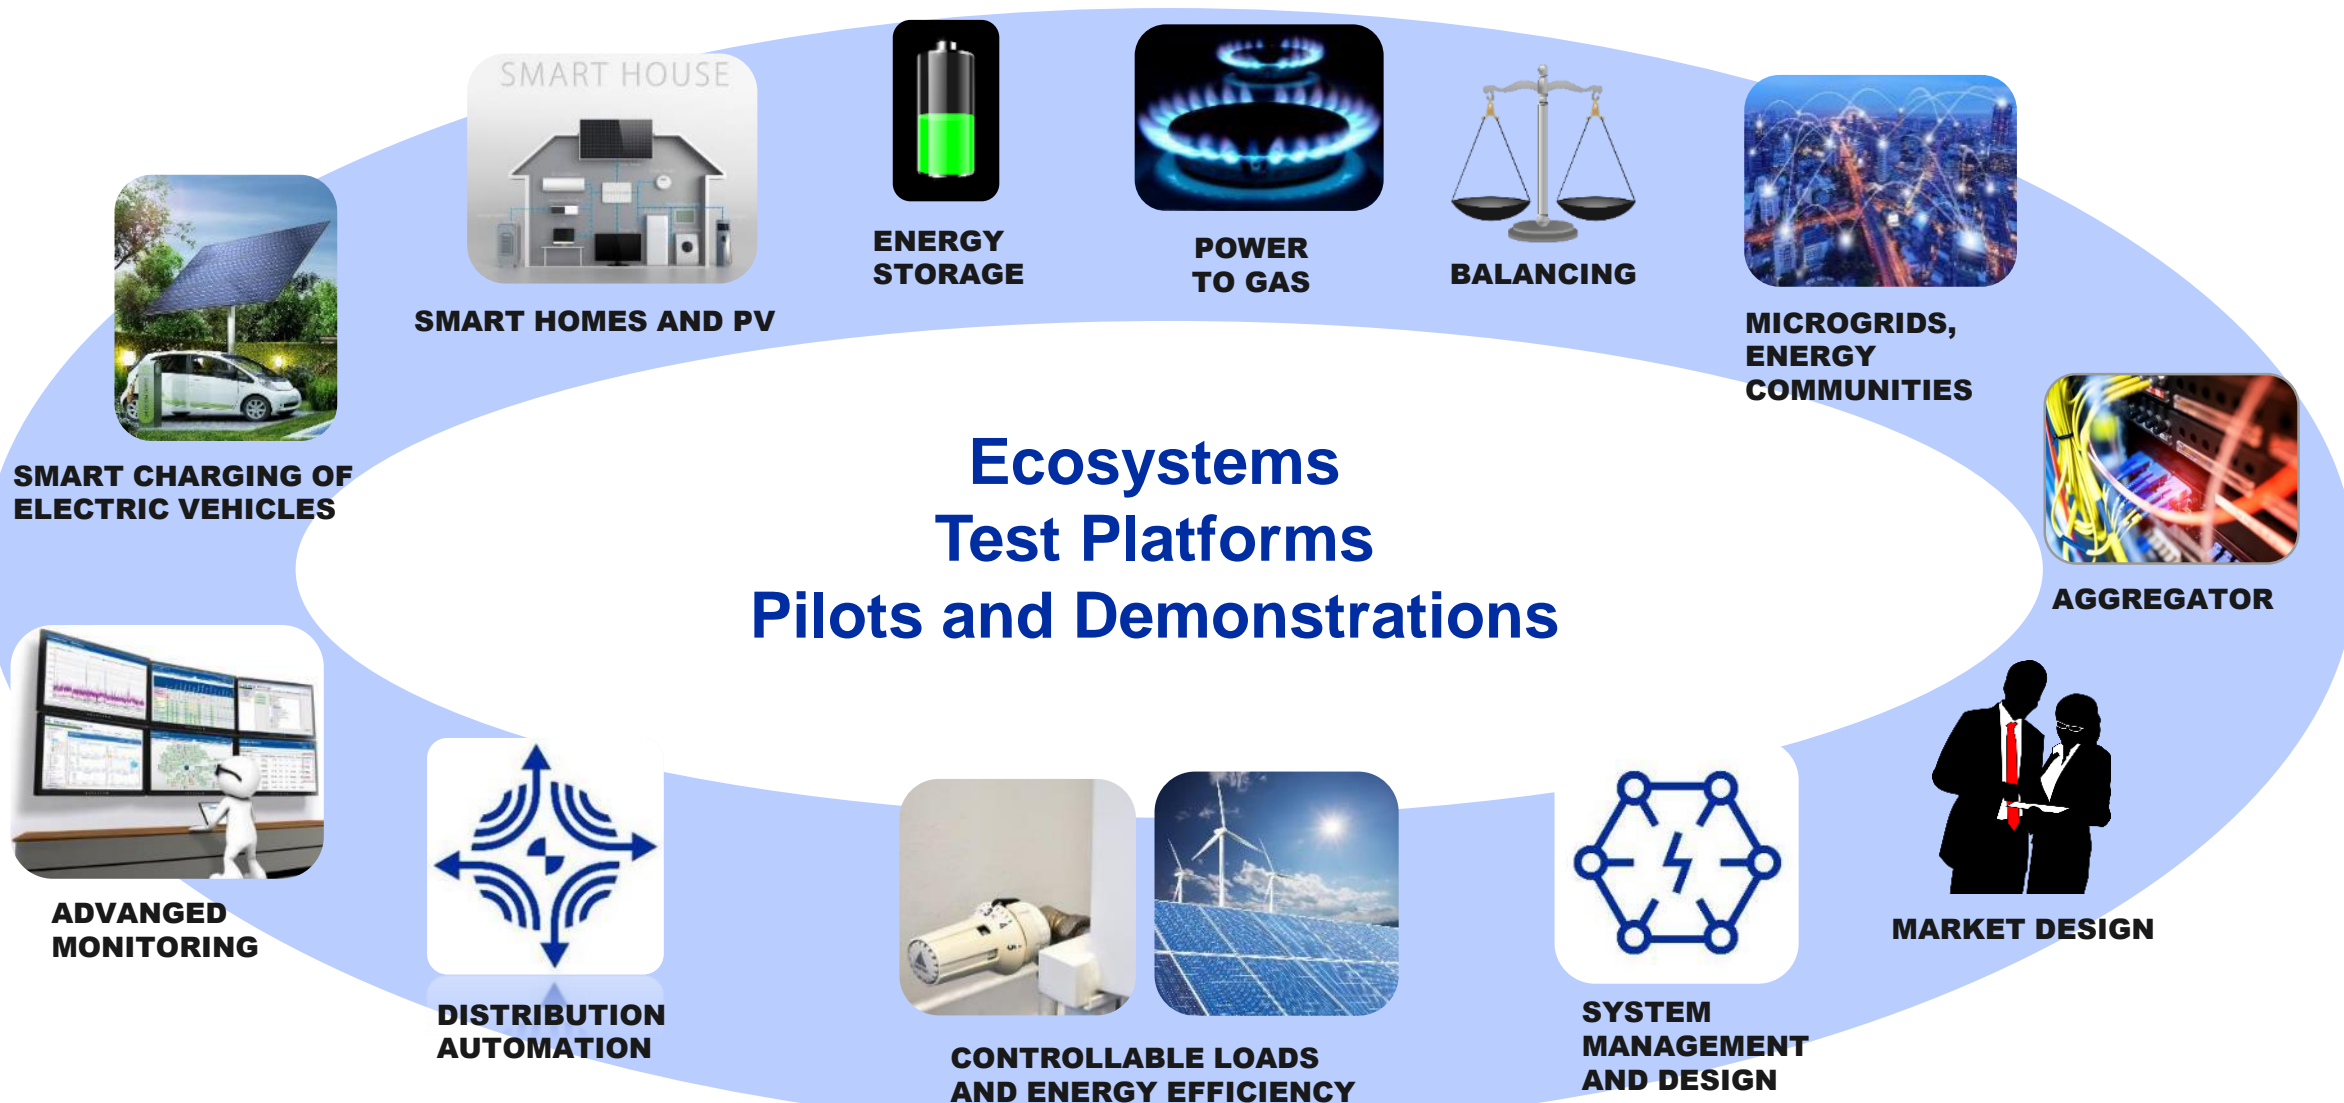 SMART HOUSE
ENERGY
STORAGE
POWER
TO GAS
BALANCING
SMART HOMES AND PV
MICROGRIDS,
ENERGY
COMMUNITIES
SMART CHARGING OF
ELECTRIC VEHICLES
Ecosystems
Test Platforms
Pilots and Demonstrations
AGGREGATOR
ADVANGED
MONITORING
DISTRIBUTION
AUTOMATION
CONTROLLABLE LOADS
AND ENERGY EFFICIENCY
SYSTEM
MANAGEMENT
AND DESIGN
MARKET DESIGN